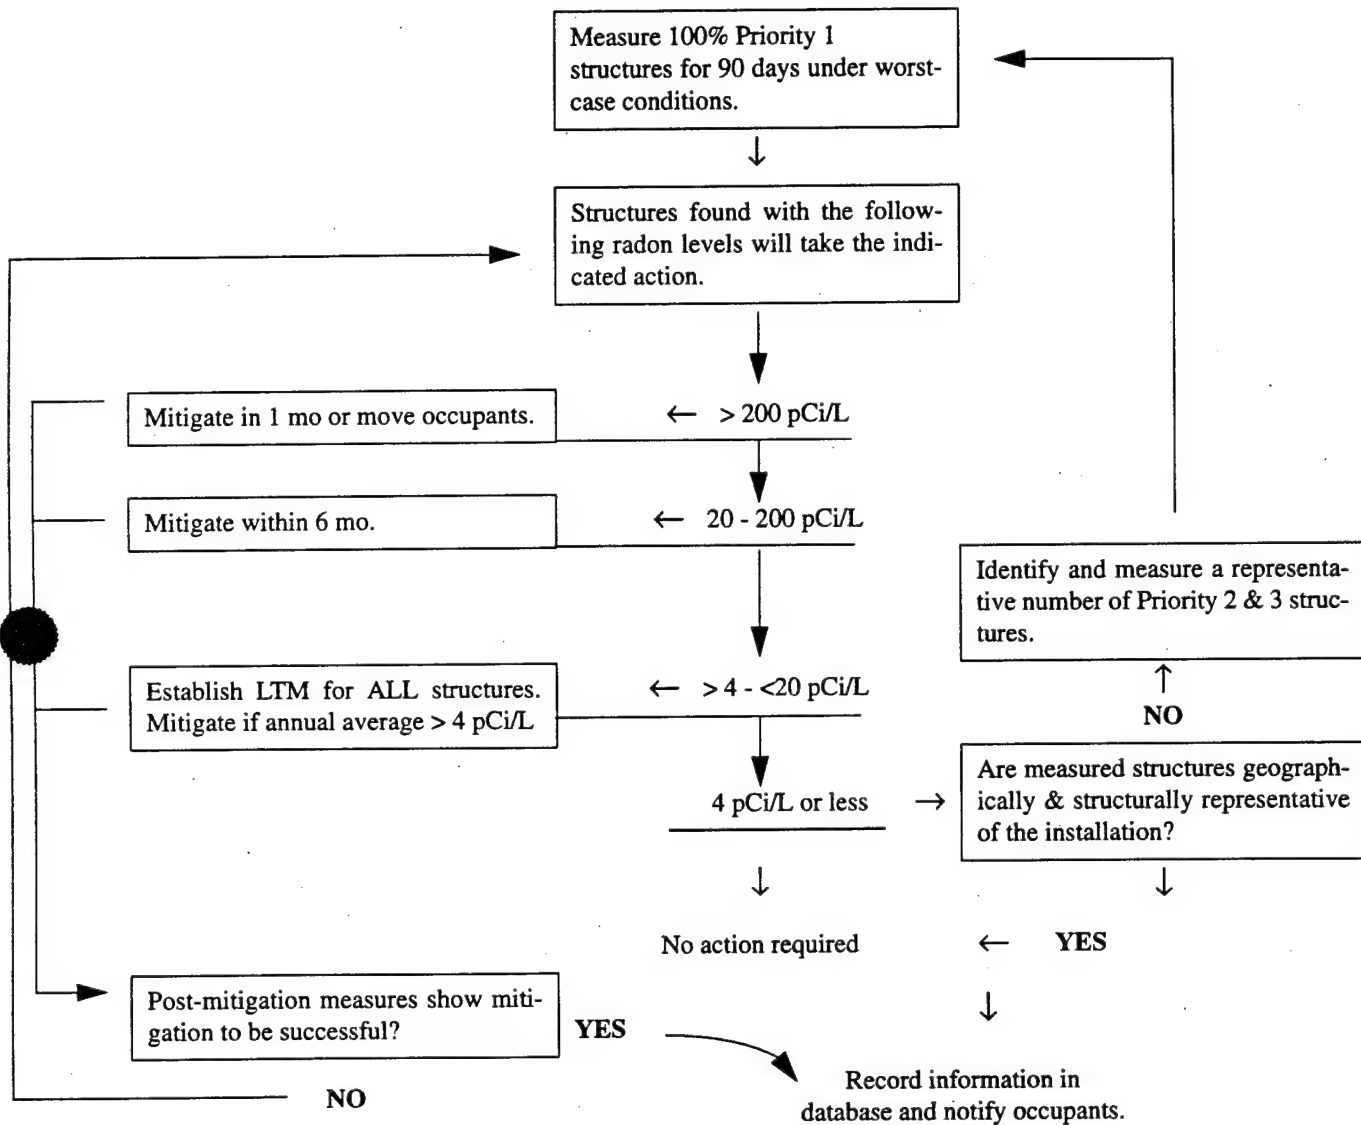 Measure 100% Priority 1
structures for 90 days under worst-
case conditions.
↓
Structures found with the follow-
ing radon levels will take the indi-
cated action.
Mitigate in 1 mo or move occupants.
← > 200 pCi/L
Mitigate within 6 mo.
← 20 - 200 pCi/L
Identify and measure a representa-
tive number of Priority 2 & 3 struc-
tures.
↑
NO
Establish LTM for ALL structures.
Mitigate if annual average > 4 pCi/L
← > 4 - <20 pCi/L
4 pCi/L or less →
Are measured structures geograph-
ically & structurally representative
of the installation?
↓ ↓
No action required ← YES
↓
Post-mitigation measures show miti-
gation to be successful?
YES
NO
Record information in
database and notify occupants.